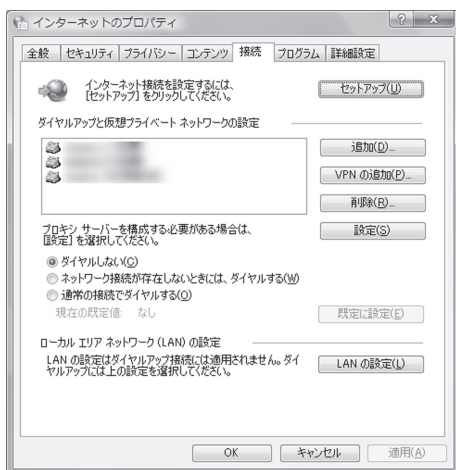 インターネットのプロパティ
全般 セキュリティ プライバシー コンテンツ 接続 プログラム 詳細設定
インターネット接続を設定するには、
[セットアップ] をクリックしてください。
セットアップ(U)
ダイヤルアップと仮想プライベート ネットワークの設定
追加(D)...
VPN の追加(P)...
削除(R)...
プロキシ サーバーを構成する必要がある場合は、
[設定] を選択してください。
設定(S)
ダイヤルしない(C)
ネットワーク接続が存在しないときには、ダイヤルする(W)
通常の接続でダイヤルする(O)
現在の既定値: なし
既定に設定(E)
ローカル エリア ネットワーク (LAN) の設定
LAN の設定はダイヤルアップ接続には適用されません。ダイ
ヤルアップには上の設定を選択してください。
LAN の設定(L)
OK キャンセル 適用(A)